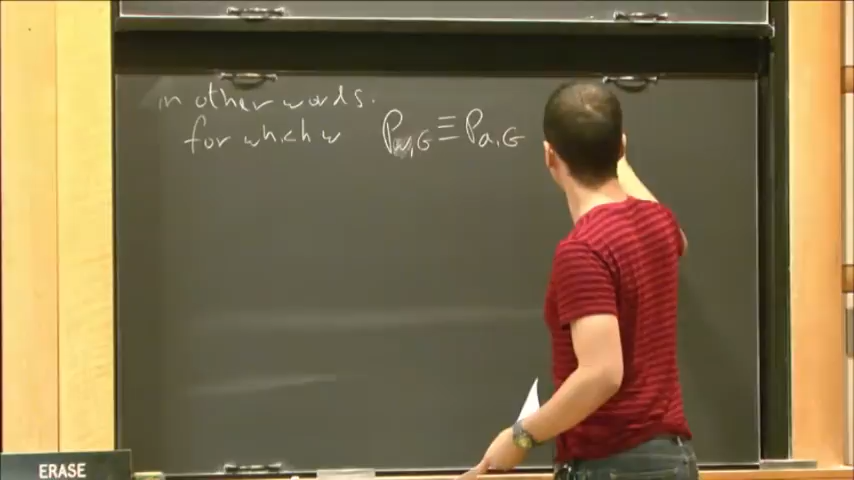 in other words.
for which w P_{w,G} ≡ P_{a,G}
ERASE